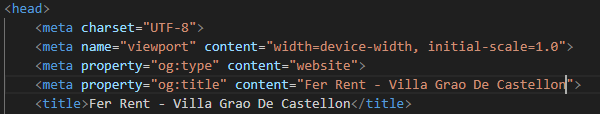 <head>
<meta charset="UTF-8">
<meta name="viewport" content="width=device-width, initial-scale=1.0">
<meta property="og:type" content="website">
<meta property="og:title" content="Fer Rent - Villa Grao De Castellon">
<title>Fer Rent - Villa Grao De Castellon</title>